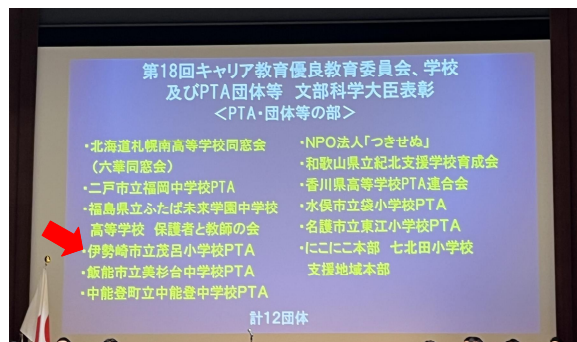 第18回キャリア教育優良教育委員会、学校
及びPTA団体等 文部科学大臣表彰
<PTA・団体等の部>
・北海道札幌南高等学校同窓会
（六華同窓会）
・二戸市立福岡中学校PTA
・福島県立ふたば未来学園中学校
高等学校 保護者と教師の会
・伊勢崎市立茂呂小学校PTA
・飯能市立美杉台中学校PTA
・中能登町立中能登中学校PTA
・NPO法人「つきせぬ」
・和歌山県立紀北支援学校育成会
・香川県高等学校PTA連合会
・水俣市立袋小学校PTA
・名護市立東江小学校PTA
・にこにこ本部 七北田小学校
支援地域本部
計12団体